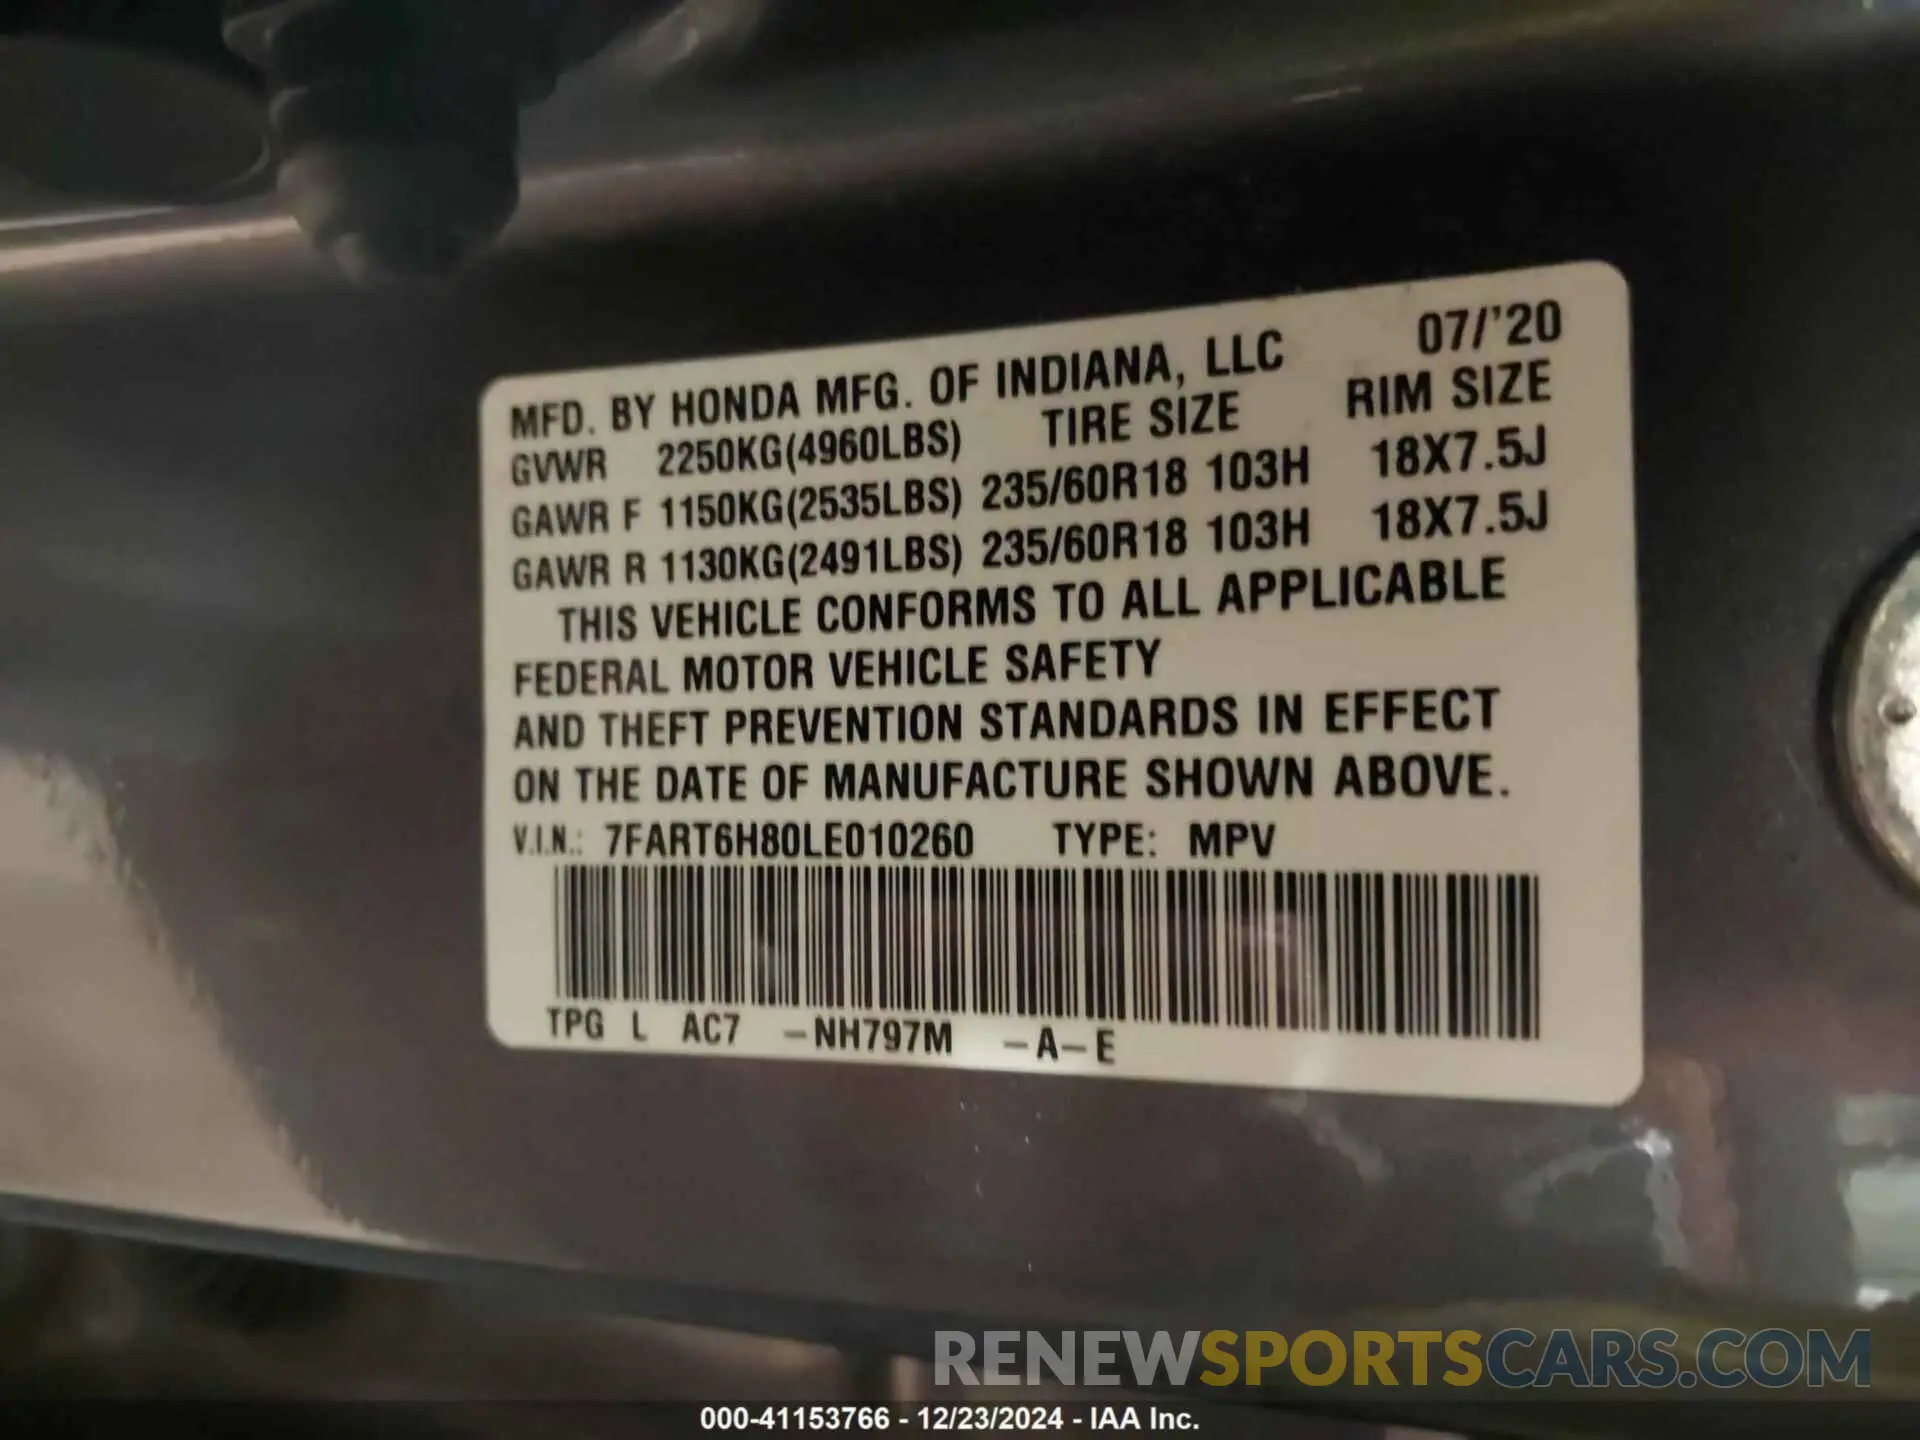 MFD. BY HONDA MFG. OF INDIANA, LLC 07/'20
GVWR 2250KG(4960LBS) TIRE SIZE RIM SIZE
GAWR F 1150KG(2535LBS) 235/60R18 103H 18X7.5J
GAWR R 1130KG(2491LBS) 235/60R18 103H 18X7.5J
THIS VEHICLE CONFORMS TO ALL APPLICABLE
FEDERAL MOTOR VEHICLE SAFETY
AND THEFT PREVENTION STANDARDS IN EFFECT
ON THE DATE OF MANUFACTURE SHOWN ABOVE.
V.I.N.: 7FART6H80LE010260 TYPE: MPV
TPG L AC7 -NH797M -A-E
RENEWSPORTSCARS.COM
000-41153766 - 12/23/2024 - IAA Inc.